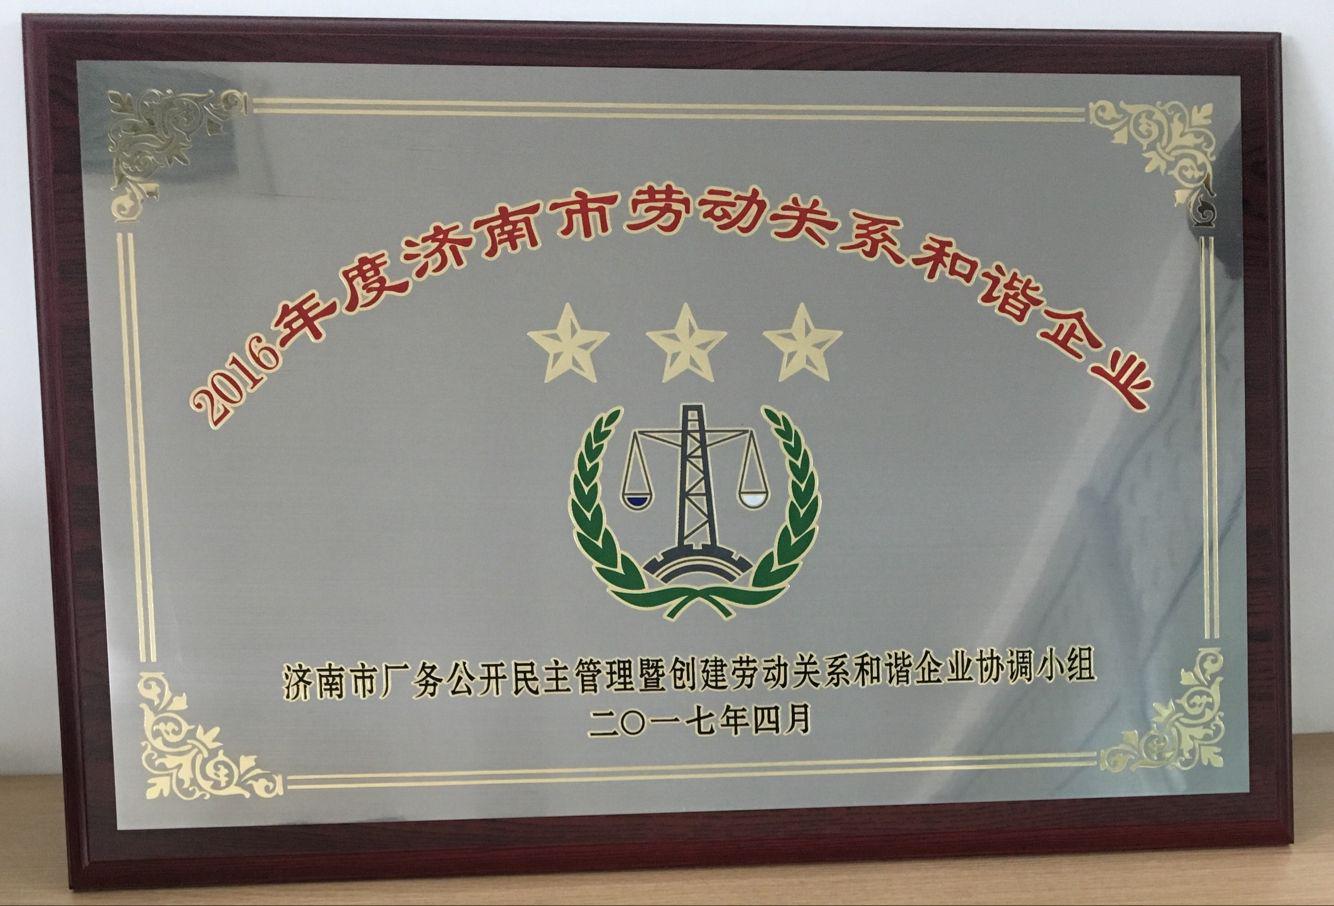 2016年度济南市劳动关系和谐企业
济南市厂务公开民主管理暨创建劳动关系和谐企业协调小组
二〇一七年四月